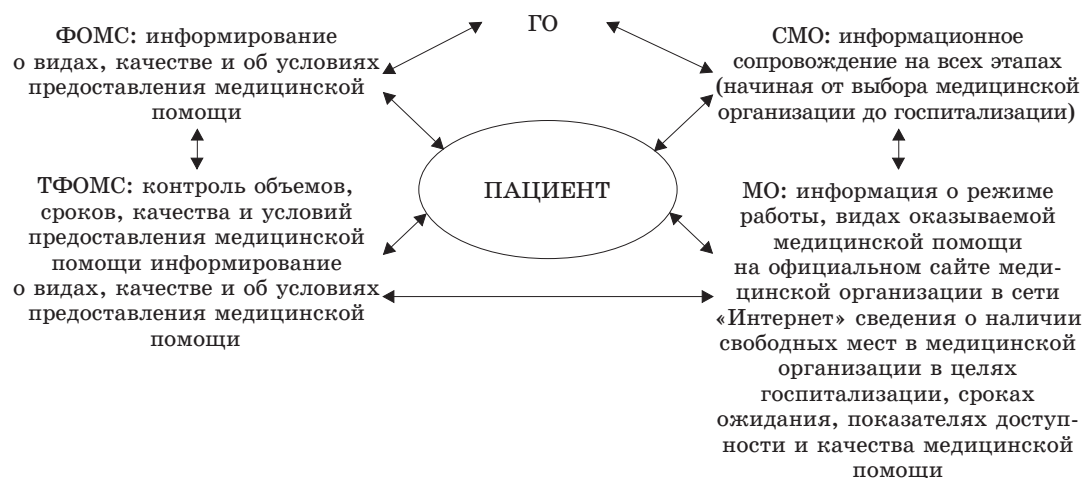 ГО
ФОМС: информирование
о видах, качестве и об условиях
предоставления медицинской
помощи
СМО: информационное
сопровождение на всех этапах
(начиная от выбора медицинской
организации до госпитализации)
ПАЦИЕНТ
ТФОМС: контроль объемов,
сроков, качества и условий
предоставления медицинской
помощи информирование
о видах, качестве и об условиях
предоставления медицинской
помощи
МО: информация о режиме
работы, видах оказываемой
медицинской помощи
на официальном сайте меди-
цинской организации в сети
«Интернет» сведения о наличии
свободных мест в медицинской
организации в целях
госпитализации, сроках
ожидания, показателях доступ-
ности и качества медицинской
помощи